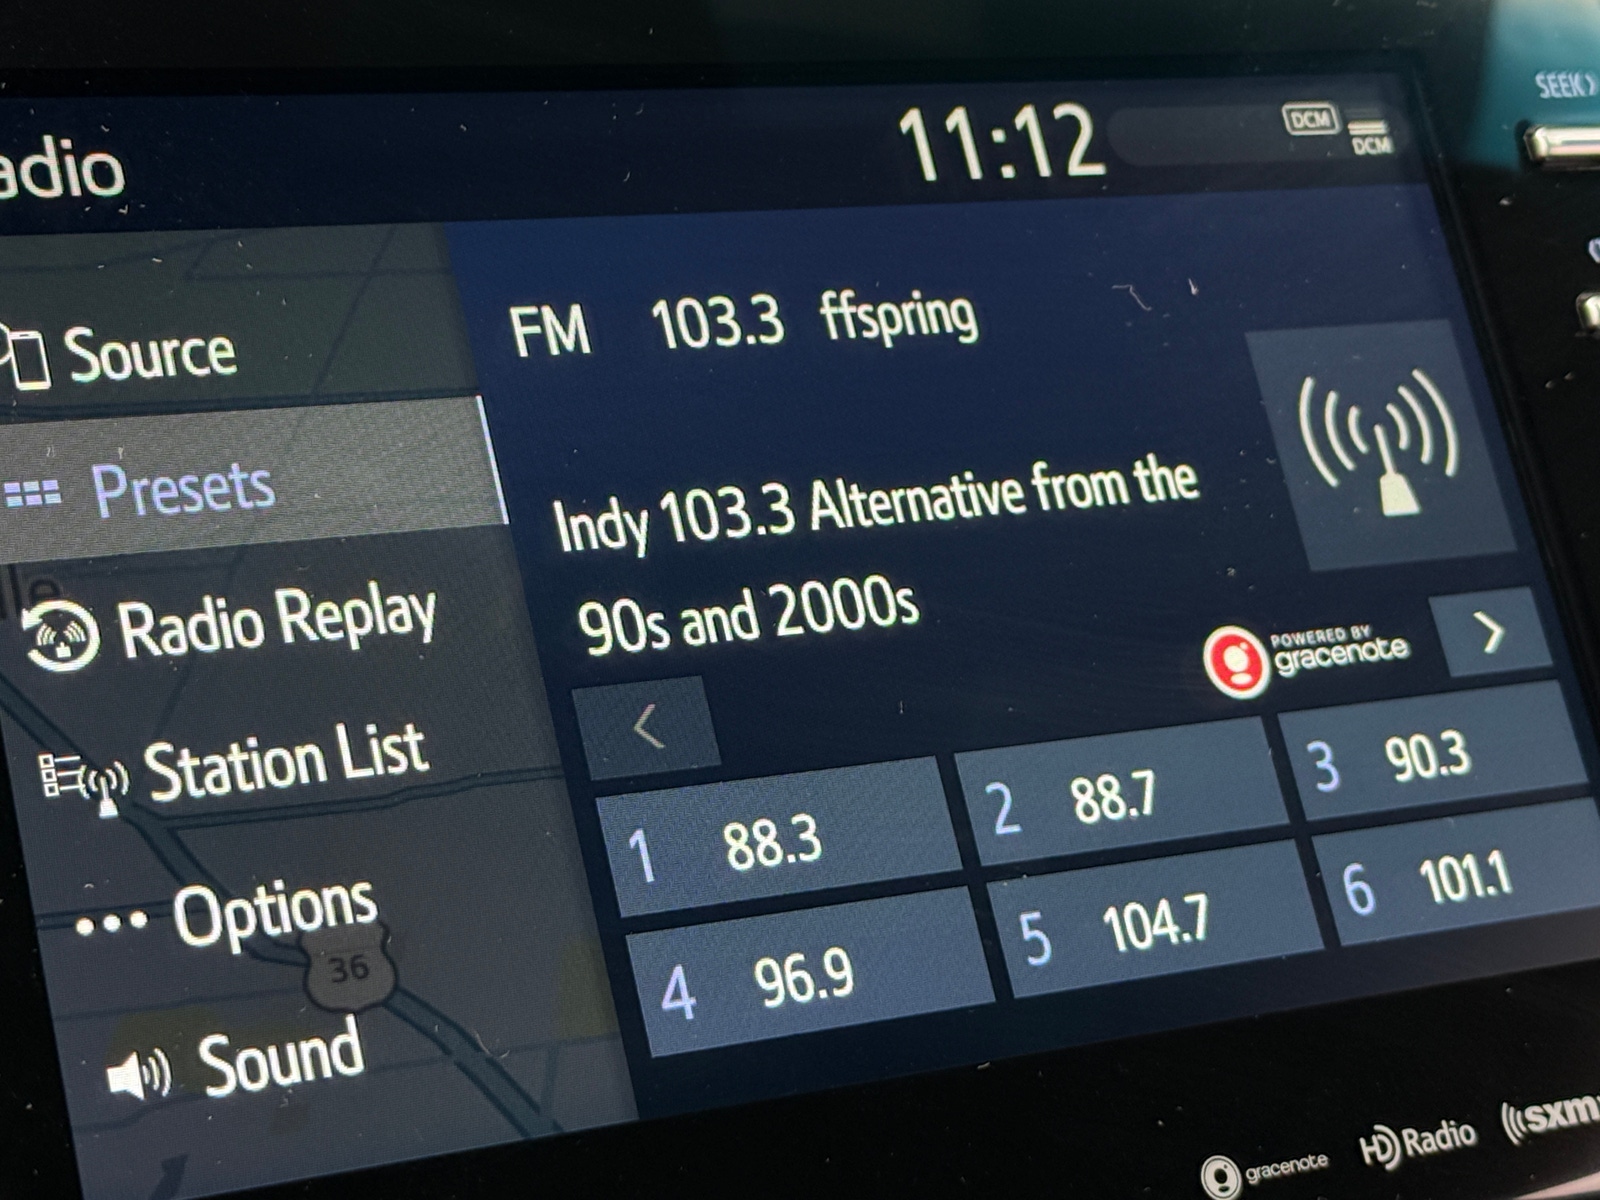 adio
11:12
DCM
DCM
SEEK>
Source
Presets
Radio Replay
Station List
Options
36
Sound
FM 103.3 ffspring
Indy 103.3 Alternative from the
90s and 2000s
POWERED BY
gracenote
1 88.3
2 88.7
3 90.3
4 96.9
5 104.7
6 101.1
gracenote
HD Radio
sxm